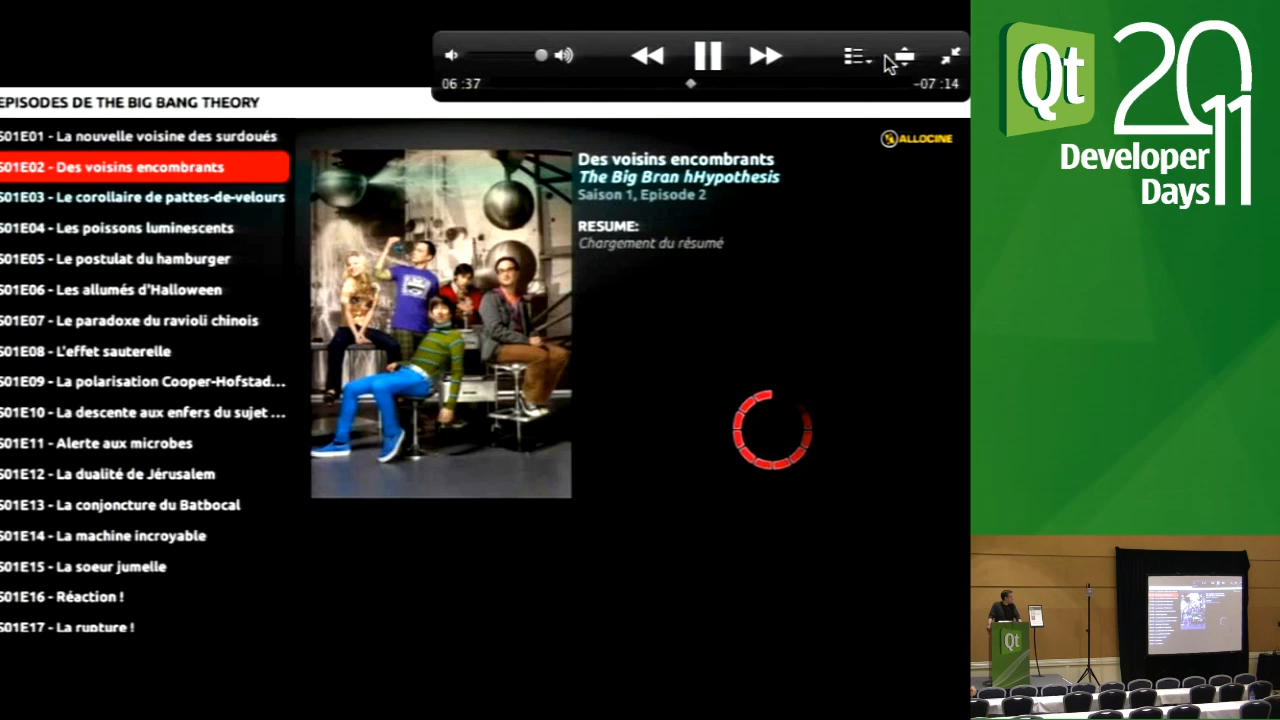 06 :37
-07 :14
EPISODES DE THE BIG BANG THEORY
S01E01 - La nouvelle voisine des surdoués
S01E02 - Des voisins encombrants
S01E03 - Le corollaire de pattes-de-velours
S01E04 - Les poissons luminescents
S01E05 - Le postulat du hamburger
S01E06 - Les allumés d'Halloween
S01E07 - Le paradoxe du ravioli chinois
S01E08 - L'effet sauterelle
S01E09 - La polarisation Cooper-Hofstad...
S01E10 - La descente aux enfers du sujet ...
S01E11 - Alerte aux microbes
S01E12 - La dualité de Jérusalem
S01E13 - La conjoncture du Batbocal
S01E14 - La machine incroyable
S01E15 - La soeur jumelle
S01E16 - Réaction !
S01E17 - La rupture !
ALLOCINE
Des voisins encombrants
The Big Bran hHypothesis
Saison 1, Episode 2
RESUME:
Chargement du résumé
Qt
2011
Developer
Days
Qt